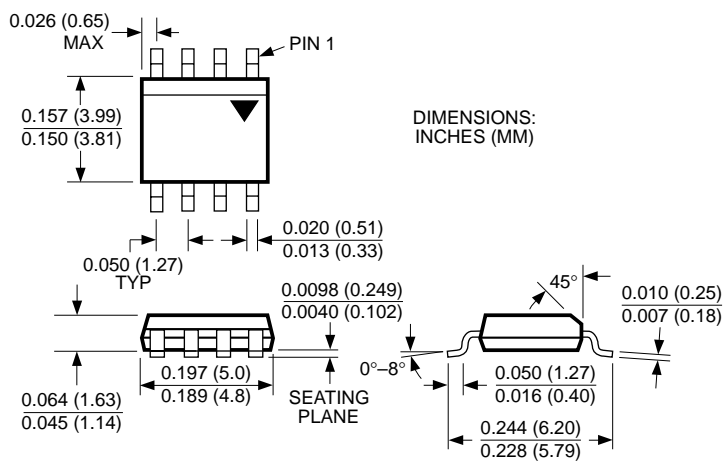 0.026 (0.65)
MAX
PIN 1
0.157 (3.99)
0.150 (3.81)
DIMENSIONS:
INCHES (MM)
0.020 (0.51)
0.013 (0.33)
0.050 (1.27)
TYP
0.0098 (0.249)
0.0040 (0.102)
45°
0.010 (0.25)
0.007 (0.18)
0.064 (1.63)
0.045 (1.14)
0.197 (5.0)
0.189 (4.8)
SEATING
PLANE
0°–8°
0.050 (1.27)
0.016 (0.40)
0.244 (6.20)
0.228 (5.79)